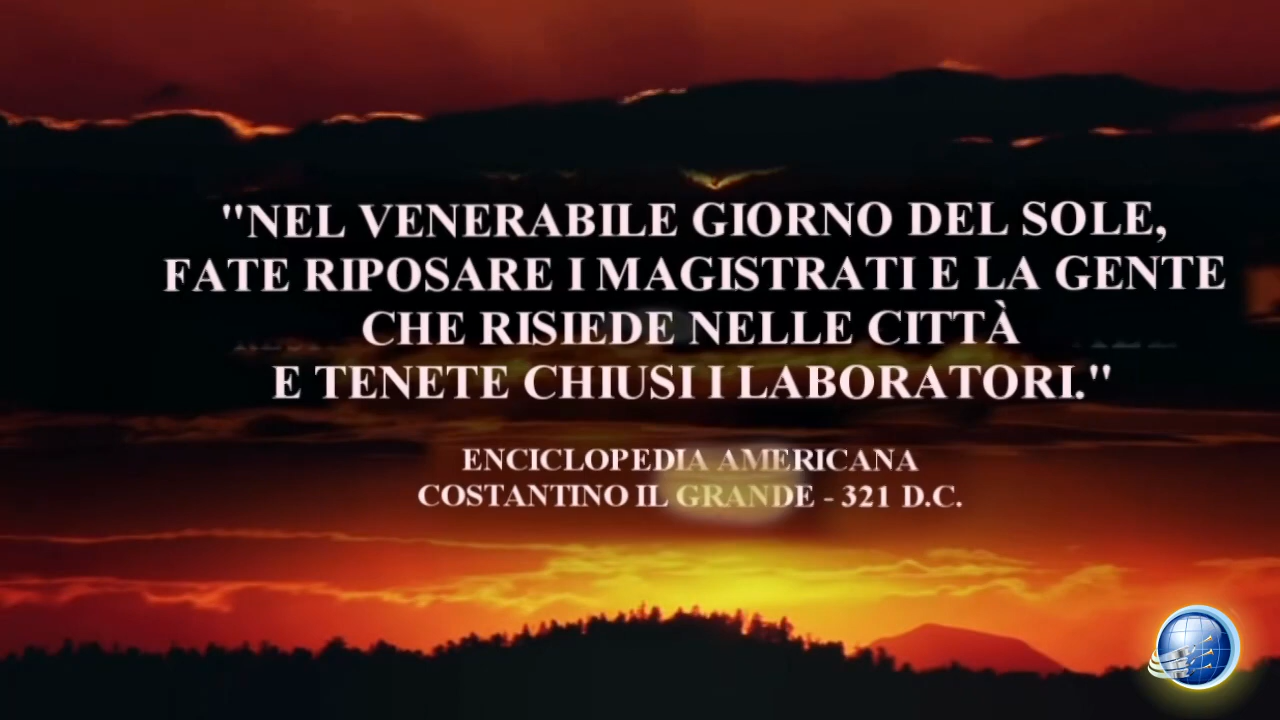 "NEL VENERABILE GIORNO DEL SOLE,
FATE RIPOSARE I MAGISTRATI E LA GENTE
CHE RISIEDE NELLE CITTÀ
E TENETE CHIUSI I LABORATORI."
ENCICLOPEDIA AMERICANA
COSTANTINO IL GRANDE - 321 D.C.